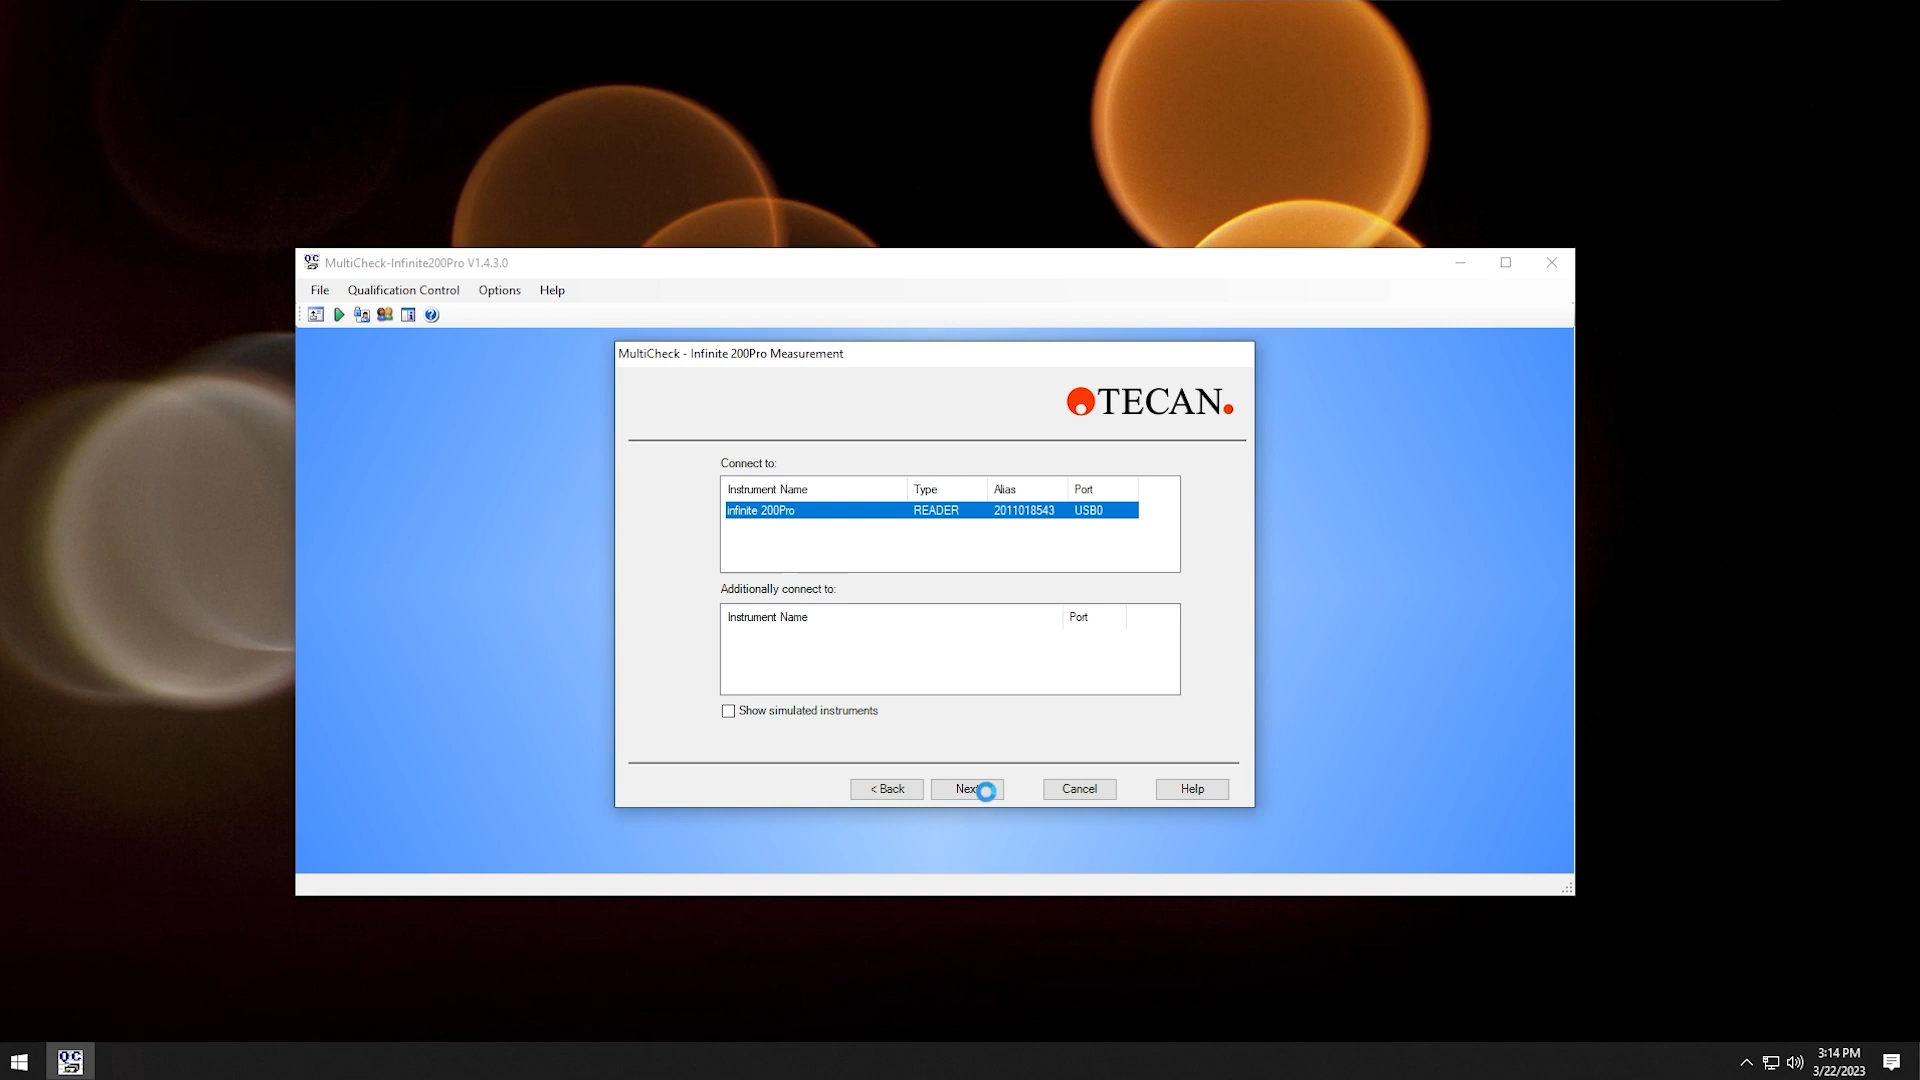 MultiCheck-Infinite200Pro V1.4.3.0
File Qualification Control Options Help
MultiCheck - Infinite 200Pro Measurement
TECAN.
Connect to:
Instrument Name Type Alias Port
infinite 200Pro READER 2011018543 USB0
Additionally connect to:
Instrument Name Port
Show simulated instruments
< Back Next Cancel Help
QC
3:14 PM
3/22/2023